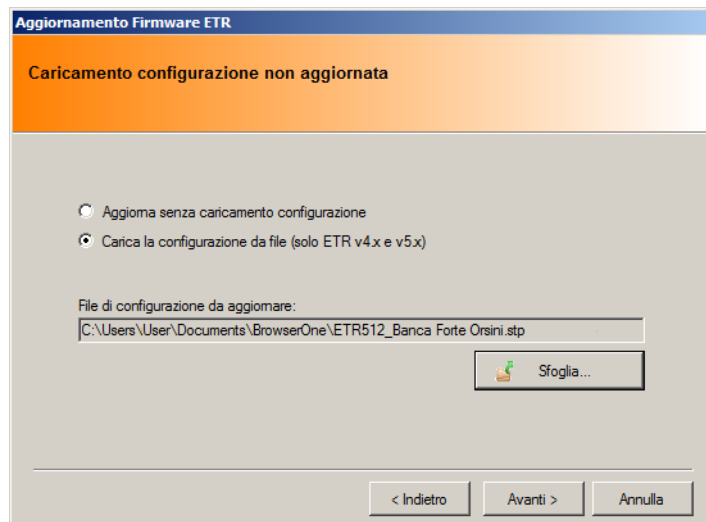 Aggiornamento Firmware ETR
Caricamento configurazione non aggiornata
Aggiorna senza caricamento configurazione
Carica la configurazione da file (solo ETR v4.x e v5.x)
File di configurazione da aggiornare:
C:\Users\User\Documents\BrowserOne\ETR512_Banca Forte Orsini.stp
Sfoglia...
< Indietro
Avanti >
Annulla